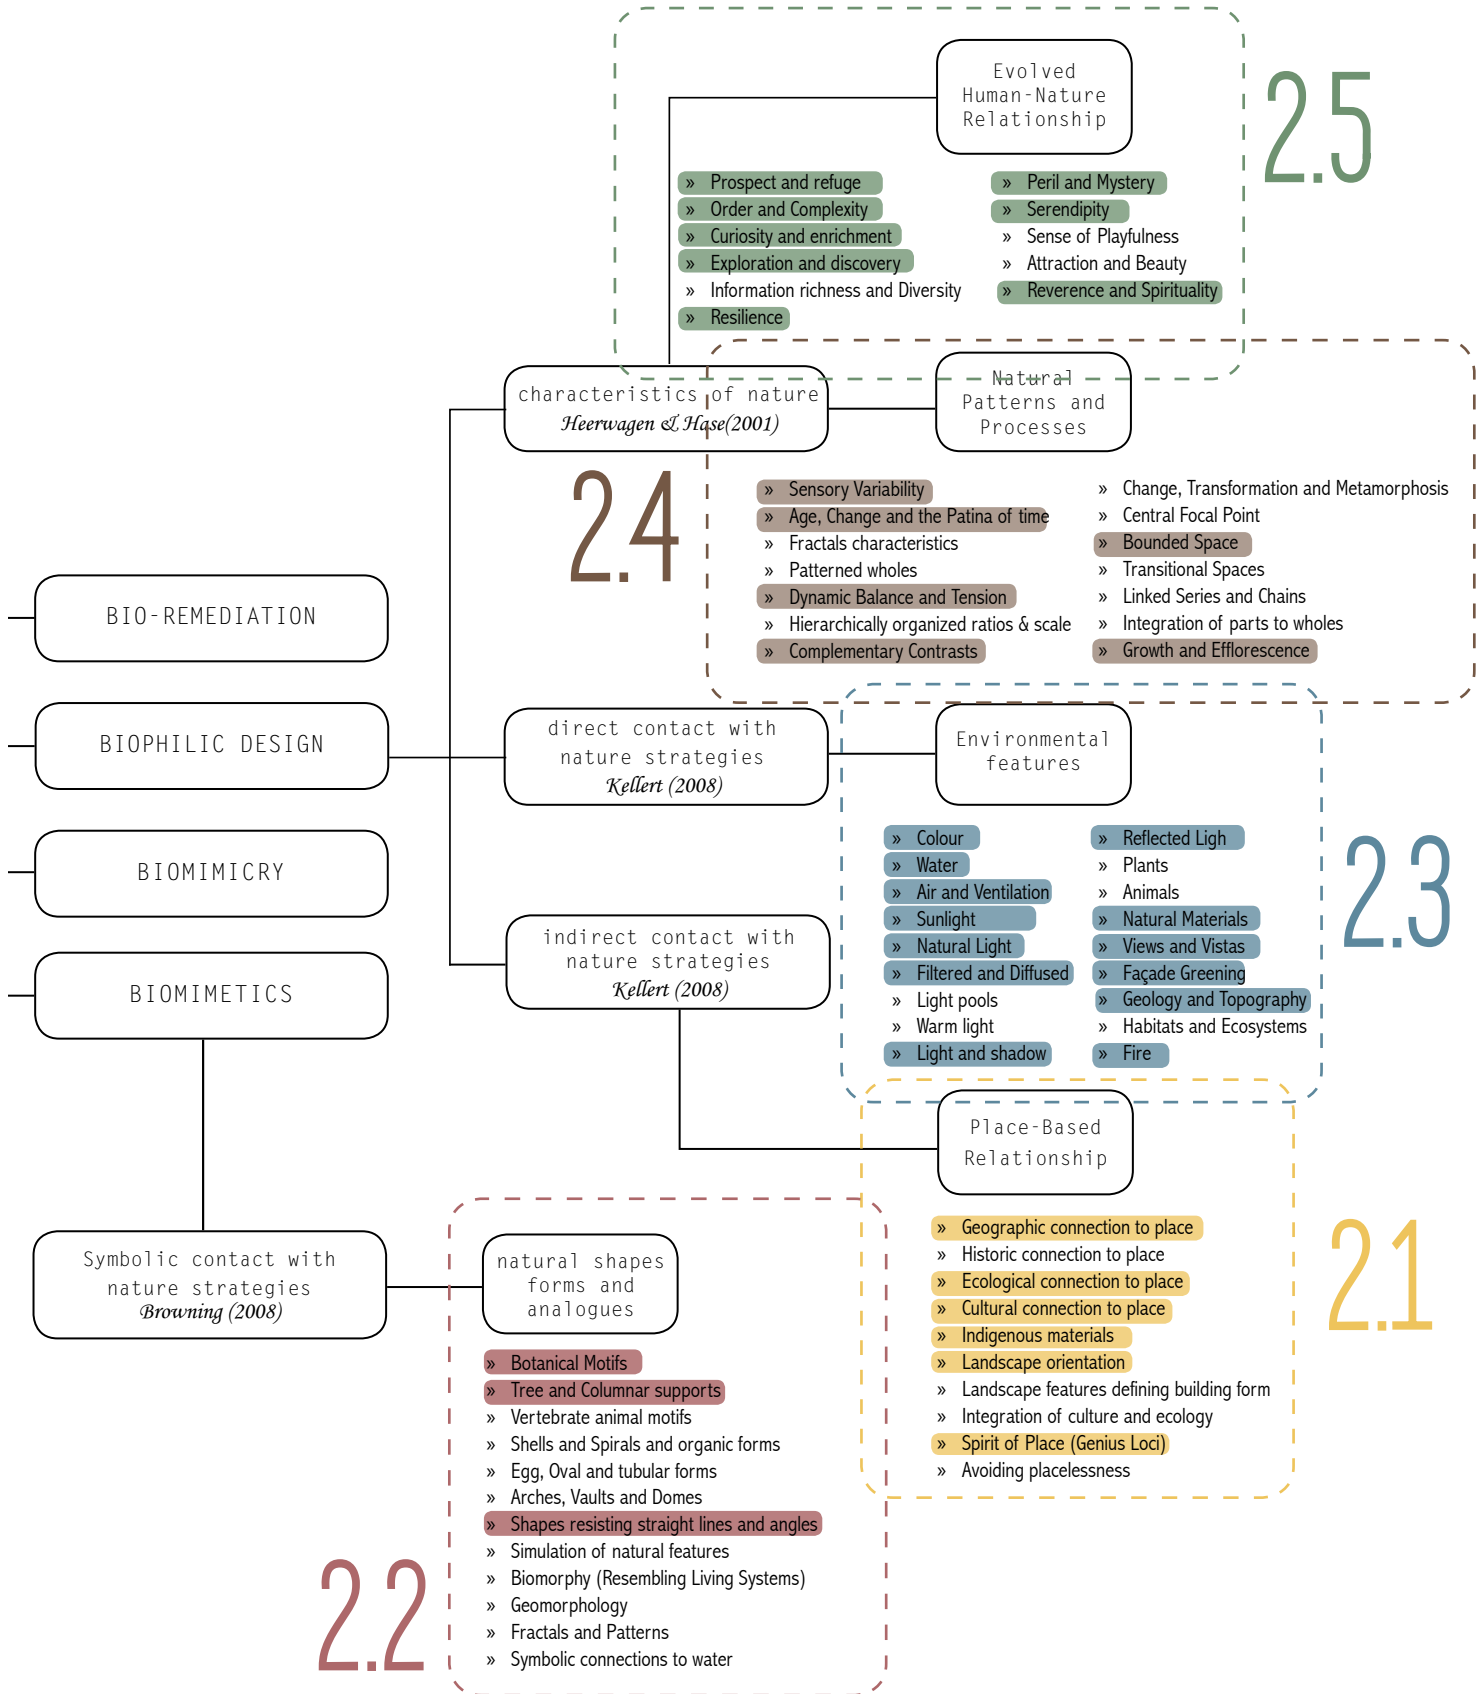 Evolved
Human-Nature
Relationship
2.5
» Prospect and refuge
» Order and Complexity
» Curiosity and enrichment
» Exploration and discovery
» Information richness and Diversity
» Resilience
» Peril and Mystery
» Serendipity
» Sense of Playfulness
» Attraction and Beauty
» Reverence and Spirituality
characteristics of nature
Heerwagen & Hase(2001)
Natural
Patterns and
Processes
2.4
» Sensory Variability
» Age, Change and the Patina of time
» Fractals characteristics
» Patterned wholes
» Dynamic Balance and Tension
» Hierarchically organized ratios & scale
» Complementary Contrasts
» Change, Transformation and Metamorphosis
» Central Focal Point
» Bounded Space
» Transitional Spaces
» Linked Series and Chains
» Integration of parts to wholes
» Growth and Efflorescence
BIO-REMEDIATION
BIOPHILIC DESIGN
BIOMIMICRY
BIOMIMETICS
direct contact with
nature strategies
Kellert (2008)
Environmental
features
2.3
» Colour
» Water
» Air and Ventilation
» Sunlight
» Natural Light
» Filtered and Diffused
» Light pools
» Warm light
» Light and shadow
» Reflected Ligh
» Plants
» Animals
» Natural Materials
» Views and Vistas
» Façade Greening
» Geology and Topography
» Habitats and Ecosystems
» Fire
indirect contact with
nature strategies
Kellert (2008)
Place-Based
Relationship
2.1
» Geographic connection to place
» Historic connection to place
» Ecological connection to place
» Cultural connection to place
» Indigenous materials
» Landscape orientation
» Landscape features defining building form
» Integration of culture and ecology
» Spirit of Place (Genius Loci)
» Avoiding placelessness
Symbolic contact with
nature strategies
Browning (2008)
natural shapes
forms and
analogues
2.2
» Botanical Motifs
» Tree and Columnar supports
» Vertebrate animal motifs
» Shells and Spirals and organic forms
» Egg, Oval and tubular forms
» Arches, Vaults and Domes
» Shapes resisting straight lines and angles
» Simulation of natural features
» Biomorphy (Resembling Living Systems)
» Geomorphology
» Fractals and Patterns
» Symbolic connections to water